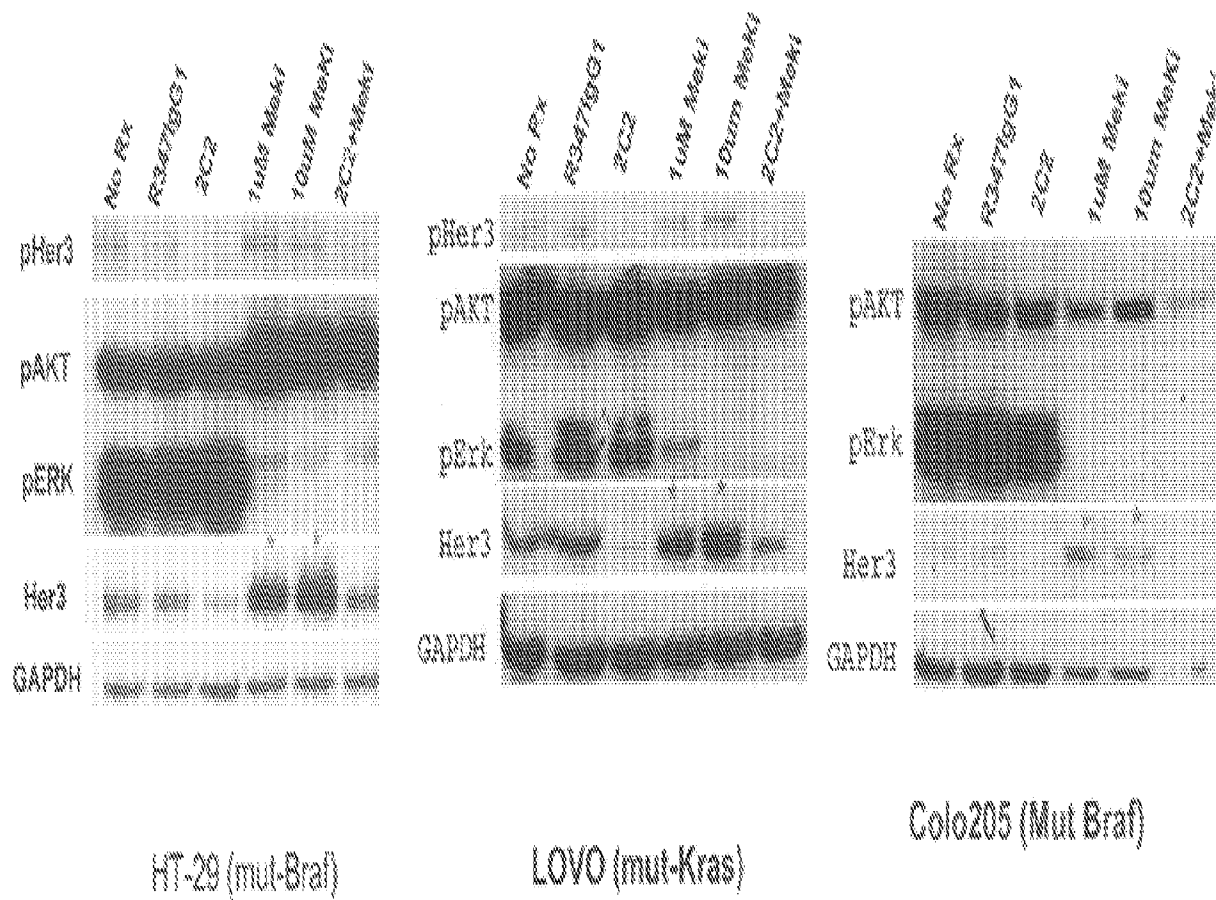 No Rx
R347IgG1
2C2
1uM Meki
10uM MeKi
2C2+Meki
pHer3
pAKT
pERK
Her3
GAPDH
HT-29 (mut-Braf)
No Rx
R347IgG1
2C2
1uM Meki
10um MeKi
2C2+MeKi
pHer3
pAKT
pErk
Her3
GAPDH
LOVO (mut-Kras)
No Rx
R347IgG1
2C2
1uM Meki
10um MeKi
2C2+Meki
pAKT
pErk
Her3
GAPDH
Colo205 (Mut Braf)